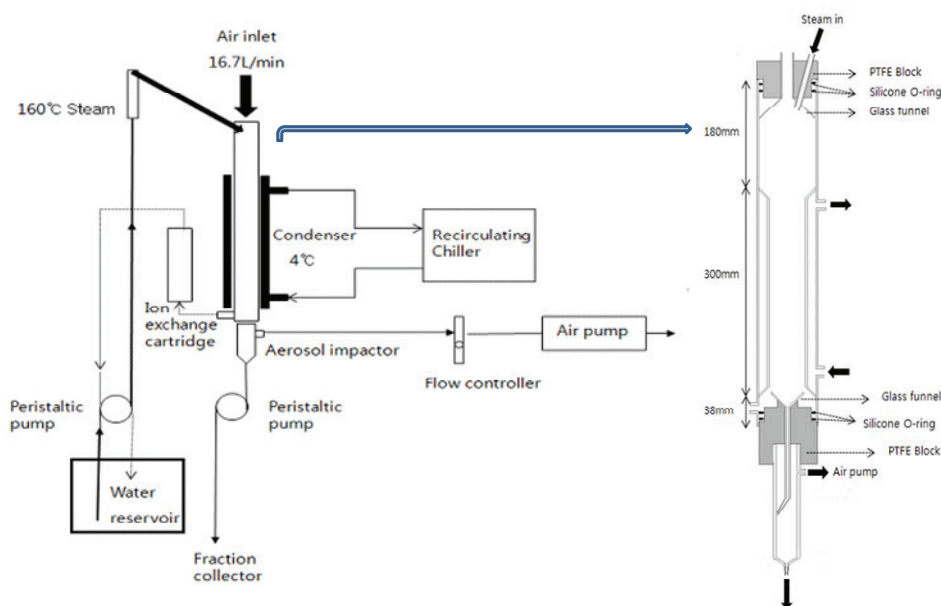 Air inlet
16.7L/min
160℃ Steam
Condenser
4℃
Recirculating
Chiller
Ion
exchange
cartridge
Aerosol impactor
Air pump
Flow controller
Peristaltic
pump
Peristaltic
pump
Water
reservoir
Fraction
collector
Steam in
PTFE Block
Silicone O-ring
Glass funnel
180mm
300mm
38mm
Glass funnel
Silicone O-ring
PTFE Block
Air pump